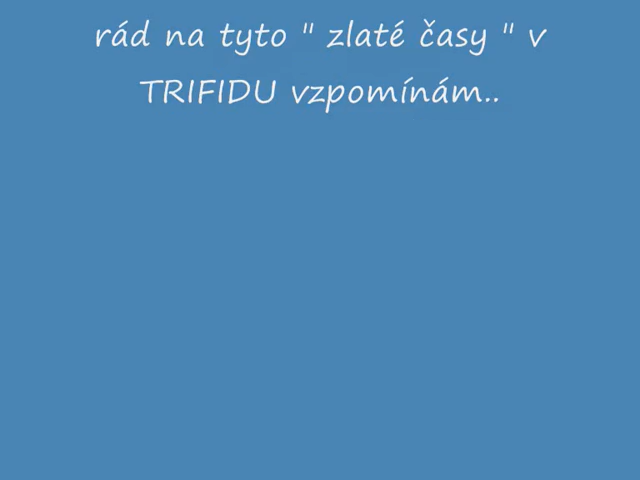 rád na tyto " zlaté časy " v
TRIFIDU vzpomínám..